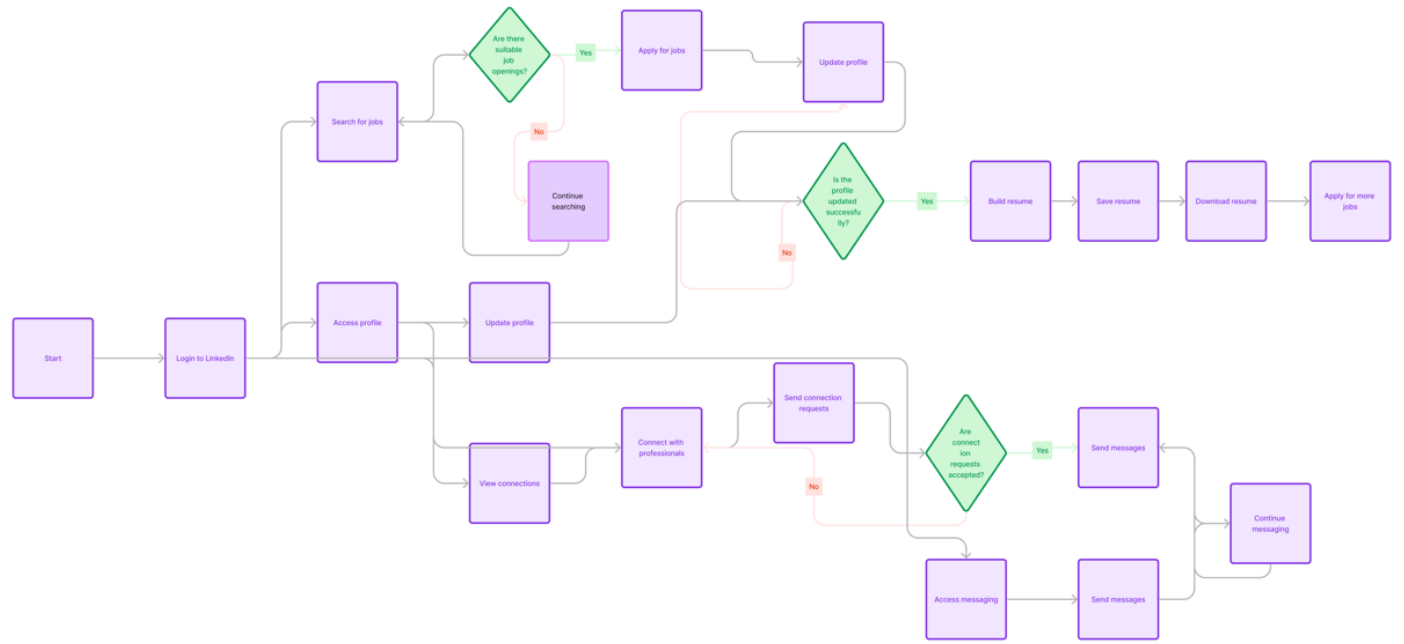 Are there
suitable
job
openings?
Yes
Apply for jobs
Update profile
Search for jobs
No
Continue
searching
Is the
profile
updated
successfu
lly?
Yes
Build resume
Save resume
Download resume
Apply for more
jobs
No
Start
Login to LinkedIn
Access profile
Update profile
View connections
Connect with
professionals
Send connection
requests
No
Are
connect
ion
requests
accepted?
Yes
Send messages
Continue
messaging
Access messaging
Send messages